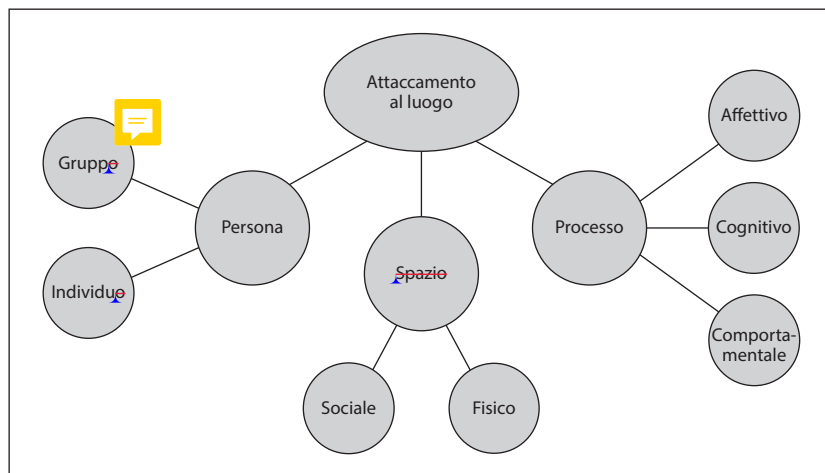 Attaccamento
al luogo
Gruppo
Individuo
Persona
Spazio
Sociale
Fisico
Processo
Affettivo
Cognitivo
Comporta-
mentale